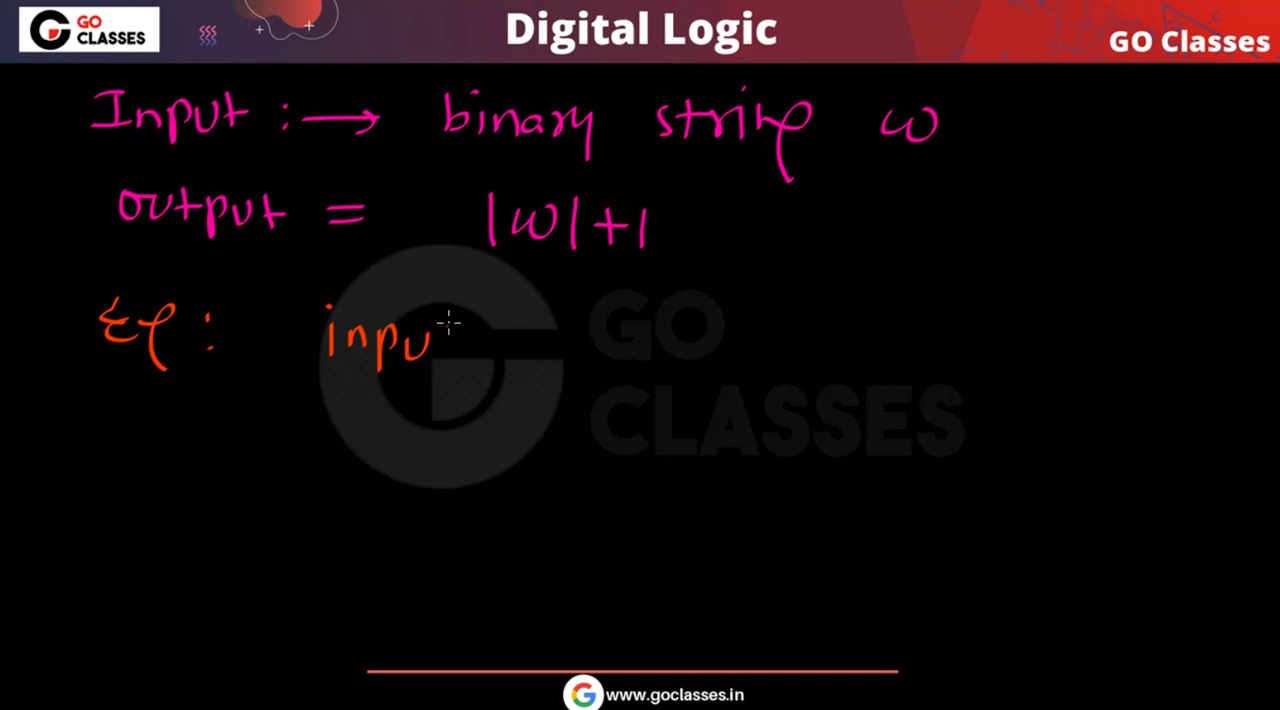 GO CLASSES
Digital Logic
GO Classes
Input : → binary string w
output = |w| + 1
Eg : inpu
GO
CLASSES
www.goclasses.in